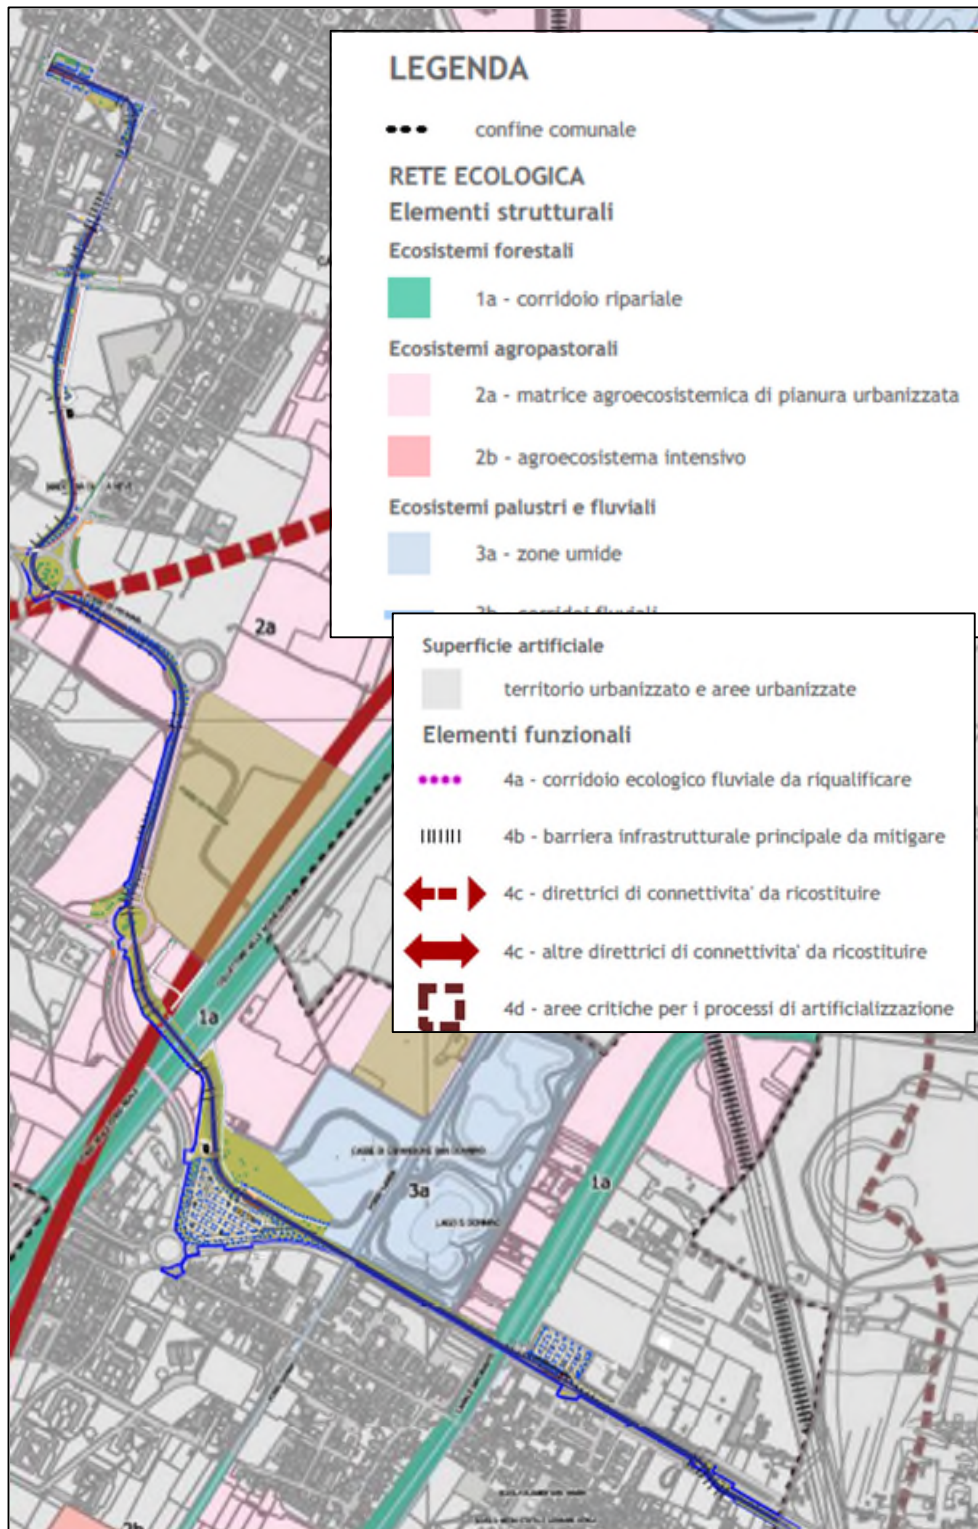 LEGENDA
confine comunale
RETE ECOLOGICA
Elementi strutturali
Ecosistemi forestali
1a - corridoio ripariale
Ecosistemi agropastorali
2a - matrice agroecosistemica di pianura urbanizzata
2b - agroecosistema intensivo
Ecosistemi palustri e fluviali
3a - zone umide
Superficie artificiale
territorio urbanizzato e aree urbanizzate
Elementi funzionali
4a - corridoio ecologico fluviale da riqualificare
4b - barriera infrastrutturale principale da mitigare
4c - direttrici di connettivita' da ricostituire
4c - altre direttrici di connettivita' da ricostituire
4d - aree critiche per i processi di artificializzazione
2a
1a
3a
1a
2b